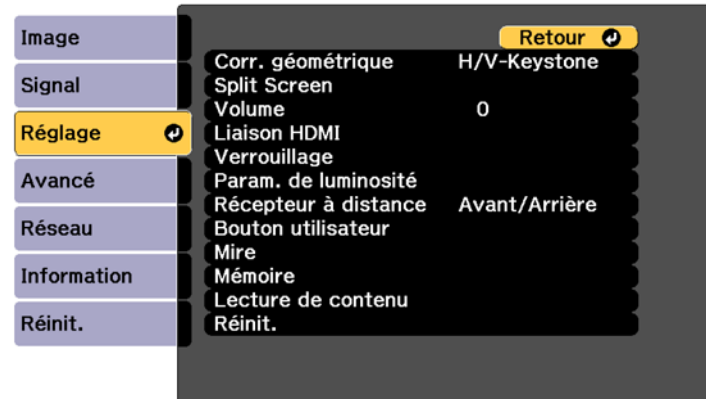 Image
Signal
Réglage
Avancé
Réseau
Information
Réinit.
Retour
Corr. géométrique H/V-Keystone
Split Screen
Volume 0
Liaison HDMI
Verrouillage
Param. de luminosité
Récepteur à distance Avant/Arrière
Bouton utilisateur
Mire
Mémoire
Lecture de contenu
Réinit.